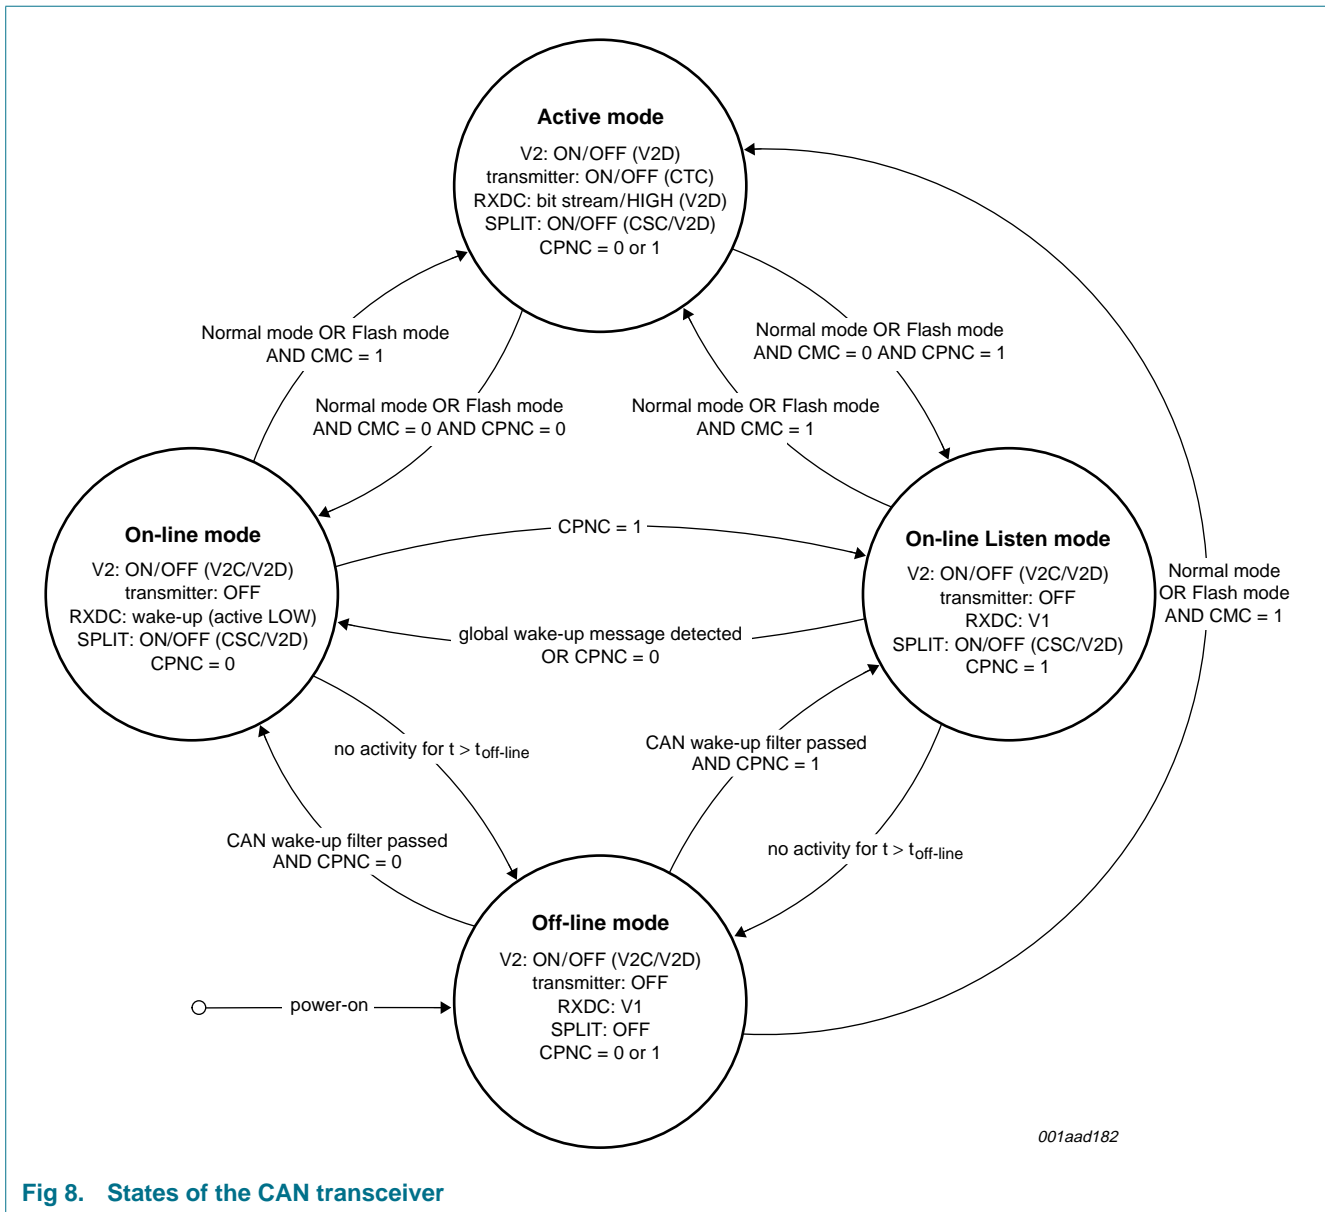 Active mode
V2: ON/OFF (V2D)
transmitter: ON/OFF (CTC)
RXDC: bit stream/HIGH (V2D)
SPLIT: ON/OFF (CSC/V2D)
CPNC = 0 or 1
Normal mode OR Flash mode
AND CMC = 1
Normal mode OR Flash mode
AND CMC = 0 AND CPNC = 1
Normal mode OR Flash mode
AND CMC = 0 AND CPNC = 0
Normal mode OR Flash mode
AND CMC = 1
On-line mode
V2: ON/OFF (V2C/V2D)
transmitter: OFF
RXDC: wake-up (active LOW)
SPLIT: ON/OFF (CSC/V2D)
CPNC = 0
CPNC = 1
global wake-up message detected
OR CPNC = 0
On-line Listen mode
V2: ON/OFF (V2C/V2D)
transmitter: OFF
RXDC: V1
SPLIT: ON/OFF (CSC/V2D)
CPNC = 1
Normal mode
OR Flash mode
AND CMC = 1
no activity for t > toff-line
CAN wake-up filter passed
AND CPNC = 1
CAN wake-up filter passed
AND CPNC = 0
no activity for t > toff-line
Off-line mode
V2: ON/OFF (V2C/V2D)
transmitter: OFF
RXDC: V1
SPLIT: OFF
CPNC = 0 or 1
power-on
001aad182
Fig 8. States of the CAN transceiver